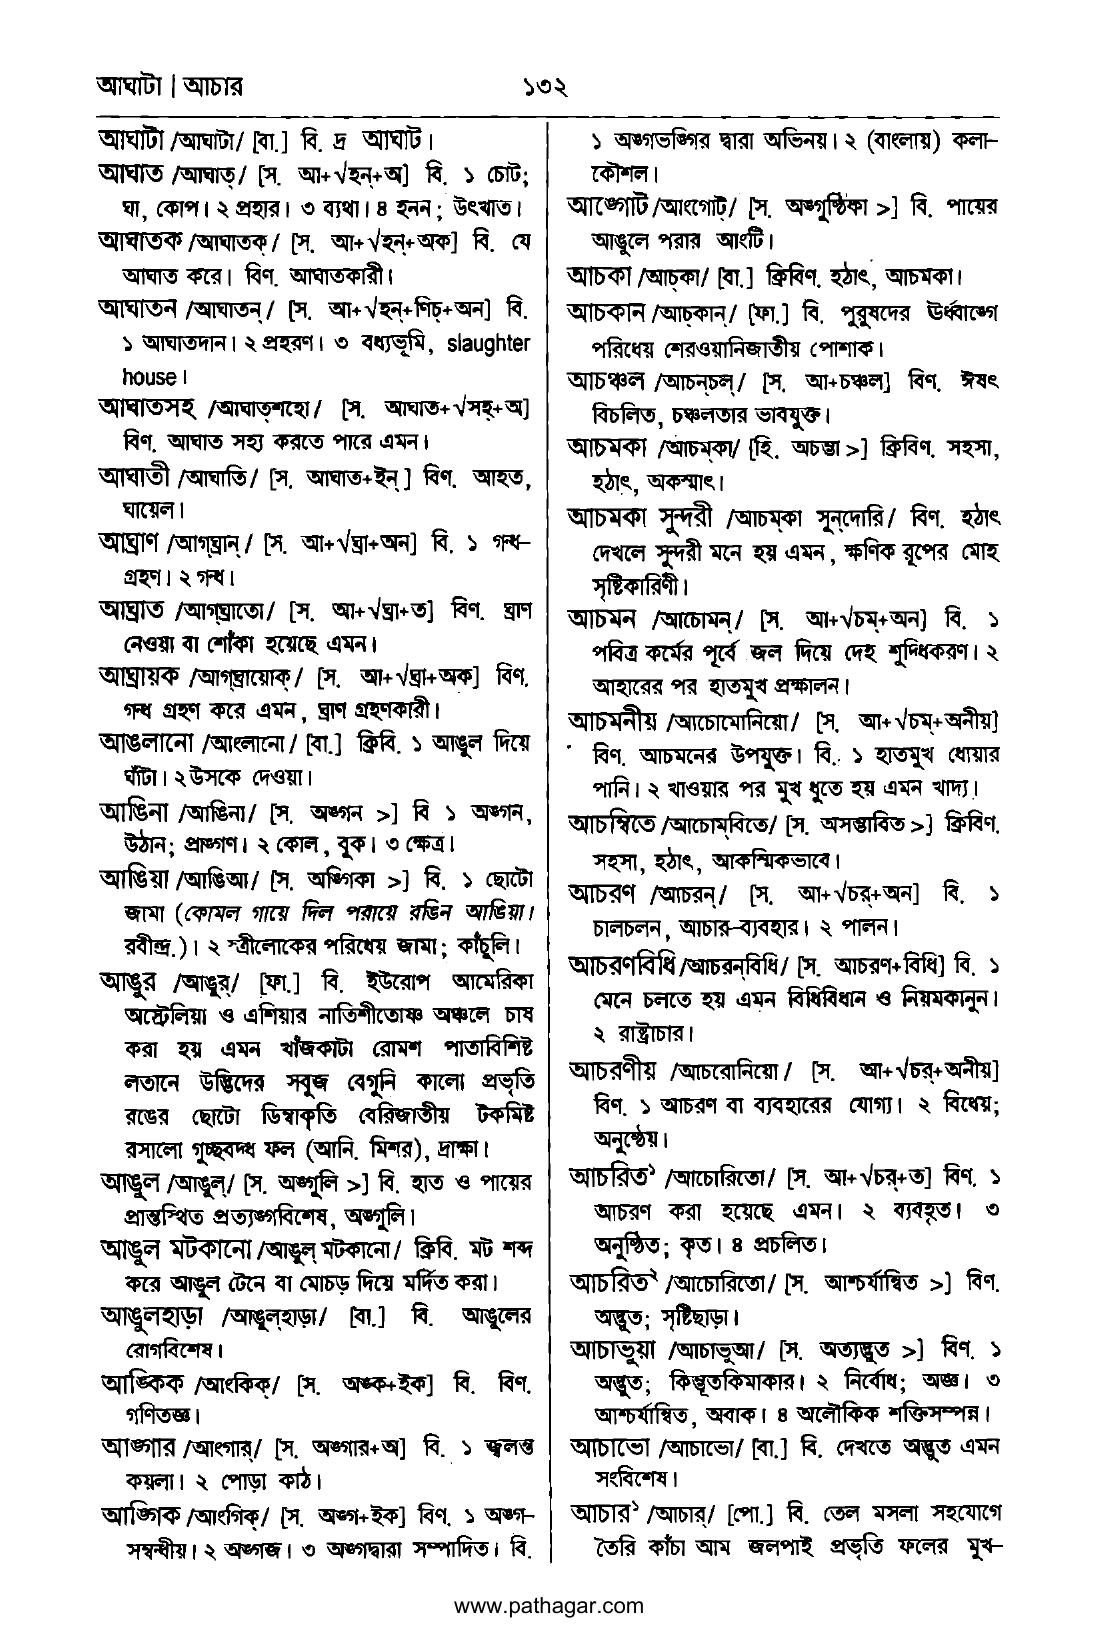 আঘাটা | আচার
১৩২
আঘাটা /আঘাটা/ [বা.] বি. দ্র আঘাট।
আঘাত /আঘাত্/ [স. আ+√হন্+অ] বি. ১ চোট;
ঘা, কোপ। ২ প্রহার। ৩ ব্যথা। ৪ হনন; উৎখাত।
আঘাতক /আঘাতক্/ [স. আ+√হন্+অক] বি. যে
আঘাত করে। বিণ. আঘাতকারী।
আঘাতন /আঘাতন্/ [স. আ+√হন্+ণিচ্+অন] বি.
১ আঘাতদান। ২ প্রহরণ। ৩ বধ্যভূমি, slaughter
house।
আঘাতসহ /আঘাত্‌শহো/ [স. আঘাত+√সহ্+অ]
বিণ. আঘাত সহ্য করতে পারে এমন।
আঘাতী /আঘাতি/ [স. আঘাত+ইন্] বিণ. আহত,
ঘায়েল।
আঘ্রাণ /আগ্‌ঘ্রান্/ [স. আ+√ঘ্রা+অন] বি. ১ গন্ধ-
গ্রহণ। ২ গন্ধ।
আঘ্রাত /আগ্‌ঘ্রাতো/ [স. আ+√ঘ্রা+ত] বিণ. ঘ্রাণ
নেওয়া বা শোঁকা হয়েছে এমন।
আঘ্রায়ক /আগ্‌ঘ্রায়োক্/ [স. আ+√ঘ্রা+অক] বিণ.
গন্ধ গ্রহণ করে এমন, ঘ্রাণ গ্রহণকারী।
আঙলানো /আংলানো/ [বা.] ক্রিবি. ১ আঙুল দিয়ে
ঘাঁটা। ২ উসকে দেওয়া।
আঙিনা /আঙিনা/ [স. অঙ্গন >] বি ১ অঙ্গন,
উঠান; প্রাঙ্গণ। ২ কোল, বুক। ৩ ক্ষেত্র।
আঙিয়া /আঙিআ/ [স. অঙ্গিকা >] বি. ১ ছোটো
জামা (কোমল গায়ে দিল পরায়ে রঙিন আঙিয়া।
রবীন্দ্র.)। ২ স্ত্রীলোকের পরিধেয় জামা; কাঁচুলি।
আঙুর /আঙুর্/ [ফা.] বি. ইউরোপ আমেরিকা
অস্ট্রেলিয়া ও এশিয়ার নাতিশীতোষ্ণ অঞ্চলে চাষ
করা হয় এমন খাঁজকাটা রোমশ পাতাবিশিষ্ট
লতানে উদ্ভিদের সবুজ বেগুনি কালো প্রভৃতি
রঙের ছোটো ডিম্বাকৃতি বেরিজাতীয় টকমিষ্ট
রসালো গুচ্ছবদ্ধ ফল (আনি. মিশর), দ্রাক্ষা।
আঙুল /আঙুল্/ [স. অঙ্গুলি >] বি. হাত ও পায়ের
প্রান্তস্থিত প্রত্যঙ্গবিশেষ, অঙ্গুলি।
আঙুল মটকানো /আঙুল্ মটকানো/ ক্রিবি. মট শব্দ
করে আঙুল টেনে বা মোচড় দিয়ে মর্দিত করা।
আঙুলহাড়া /আঙুল্‌হাড়া/ [বা.] বি. আঙুলের
রোগবিশেষ।
আঙ্কিক /আংকিক্/ [স. অঙ্ক+ইক] বি. বিণ.
গণিতজ্ঞ।
আঙ্গার /আংগার্/ [স. অঙ্গার+অ] বি. ১ জ্বলন্ত
কয়লা। ২ পোড়া কাঠ।
আঙ্গিক /আংগিক্/ [স. অঙ্গ+ইক] বিণ. ১ অঙ্গ-
সম্বন্ধীয়। ২ অঙ্গজ। ৩ অঙ্গদ্বারা সম্পাদিত। বি.
১ অঙ্গভঙ্গির দ্বারা অভিনয়। ২ (বাংলায়) কলা-
কৌশল।
আঙ্গোট /আংগোট্/ [স. অঙ্গুষ্ঠিকা >] বি. পায়ের
আঙুলে পরার আংটি।
আচকা /আচ্‌কা/ [বা.] ক্রিবিণ. হঠাৎ, আচমকা।
আচকান /আচ্‌কান্/ [ফা.] বি. পুরুষদের ঊর্ধ্বাঙ্গে
পরিধেয় শেরওয়ানিজাতীয় পোশাক।
আচঞ্চল /আচন্‌চল্/ [স. আ+চঞ্চল] বিণ. ঈষৎ
বিচলিত, চঞ্চলতার ভাবযুক্ত।
আচমকা /আচম্‌কা/ [হি. আচম্ভা >] ক্রিবিণ. সহসা,
হঠাৎ, অকস্মাৎ।
আচমকা সুন্দরী /আচম্‌কা সুন্‌দোরি/ বিণ. হঠাৎ
দেখলে সুন্দরী মনে হয় এমন, ক্ষণিক রূপের মোহ
সৃষ্টিকারিণী।
আচমন /আচোমন্/ [স. আ+√চম্+অন] বি. ১
পবিত্র কর্মের পূর্বে জল দিয়ে দেহ শুদ্ধিকরণ। ২
আহারের পর হাতমুখ প্রক্ষালন।
আচমনীয় /আচোমোনিয়ো/ [স. আ+√চম্+অনীয়]
বিণ. আচমনের উপযুক্ত। বি. ১ হাতমুখ ধোয়ার
পানি। ২ খাওয়ার পর মুখ ধুতে হয় এমন খাদ্য।
আচম্বিতে /আচোম্‌বিতে/ [স. অসম্ভাবিত >] ক্রিবিণ.
সহসা, হঠাৎ, আকস্মিকভাবে।
আচরণ /আচরন্/ [স. আ+√চর্+অন] বি. ১
চালচলন, আচার-ব্যবহার। ২ পালন।
আচরণবিধি /আচরন্‌বিধি/ [স. আচরণ+বিধি] বি. ১
মেনে চলতে হয় এমন বিধিবিধান ও নিয়মকানুন।
২ রাষ্ট্রাচার।
আচরণীয় /আচরোনিয়ো/ [স. আ+√চর্+অনীয়]
বিণ. ১ আচরণ বা ব্যবহারের যোগ্য। ২ বিধেয়;
অনুষ্ঠেয়।
আচরিত১ /আচোরিতো/ [স. আ+√চর্+ত] বিণ. ১
আচরণ করা হয়েছে এমন। ২ ব্যবহৃত। ৩
অনুষ্ঠিত; কৃত। ৪ প্রচলিত।
আচরিত২ /আচোরিতো/ [স. আশ্চর্যান্বিত >] বিণ.
অদ্ভুত; সৃষ্টিছাড়া।
আচাভুয়া /আচাভুআ/ [স. অত্যদ্ভুত >] বিণ. ১
অদ্ভুত; কিম্ভূতকিমাকার। ২ নির্বোধ; অজ্ঞ। ৩
আশ্চর্যান্বিত, অবাক। ৪ অলৌকিক শক্তিসম্পন্ন।
আচাভো /আচাভো/ [বা.] বি. দেখতে অদ্ভুত এমন
সংবিশেষ।
আচার১ /আচার্/ [পো.] বি. তেল মসলা সহযোগে
তৈরি কাঁচা আম জলপাই প্রভৃতি ফলের মুখ-
www.pathagar.com